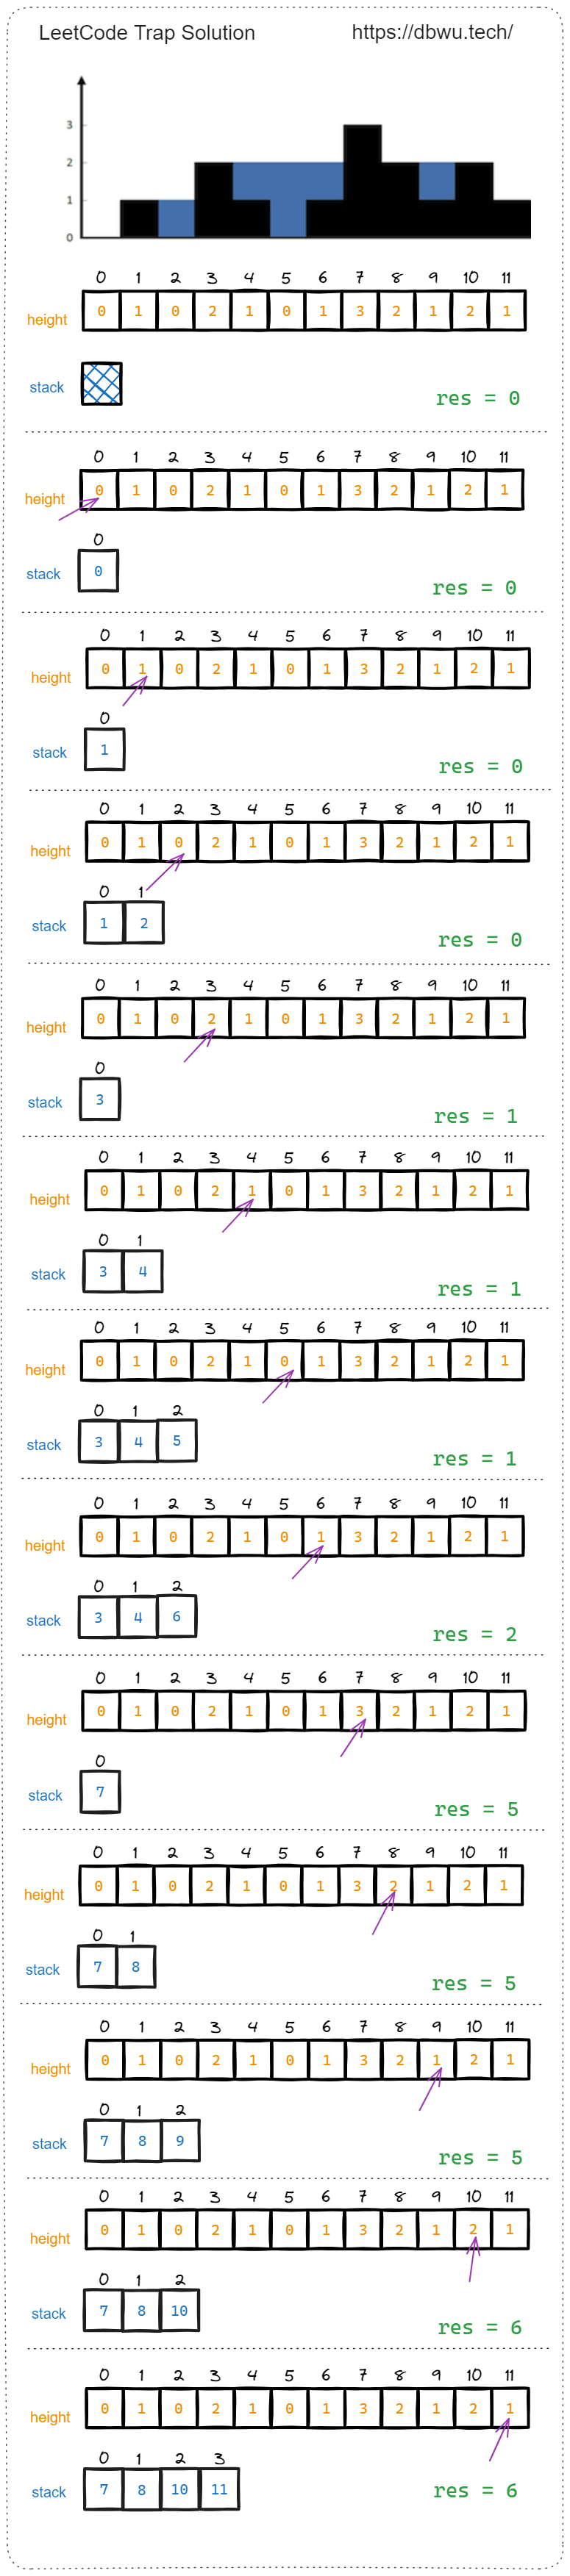 LeetCode Trap Solution https://dbwu.tech/
3
2
1
0
0 1 2 3 4 5 6 7 8 9 10 11
height 0 1 0 2 1 0 1 3 2 1 2 1
stack
res = 0
0 1 2 3 4 5 6 7 8 9 10 11
height 0 1 0 2 1 0 1 3 2 1 2 1
0
stack 0
res = 0
0 1 2 3 4 5 6 7 8 9 10 11
height 0 1 0 2 1 0 1 3 2 1 2 1
0
stack 1
res = 0
0 1 2 3 4 5 6 7 8 9 10 11
height 0 1 0 2 1 0 1 3 2 1 2 1
0 1
stack 1 2
res = 0
0 1 2 3 4 5 6 7 8 9 10 11
height 0 1 0 2 1 0 1 3 2 1 2 1
0
stack 3
res = 1
0 1 2 3 4 5 6 7 8 9 10 11
height 0 1 0 2 1 0 1 3 2 1 2 1
0 1
stack 3 4
res = 1
0 1 2 3 4 5 6 7 8 9 10 11
height 0 1 0 2 1 0 1 3 2 1 2 1
0 1 2
stack 3 4 5
res = 1
0 1 2 3 4 5 6 7 8 9 10 11
height 0 1 0 2 1 0 1 3 2 1 2 1
0 1 2
stack 3 4 6
res = 2
0 1 2 3 4 5 6 7 8 9 10 11
height 0 1 0 2 1 0 1 3 2 1 2 1
0
stack 7
res = 5
0 1 2 3 4 5 6 7 8 9 10 11
height 0 1 0 2 1 0 1 3 2 1 2 1
0 1
stack 7 8
res = 5
0 1 2 3 4 5 6 7 8 9 10 11
height 0 1 0 2 1 0 1 3 2 1 2 1
0 1 2
stack 7 8 9
res = 5
0 1 2 3 4 5 6 7 8 9 10 11
height 0 1 0 2 1 0 1 3 2 1 2 1
0 1 2
stack 7 8 10
res = 6
0 1 2 3 4 5 6 7 8 9 10 11
height 0 1 0 2 1 0 1 3 2 1 2 1
0 1 2 3
stack 7 8 10 11
res = 6